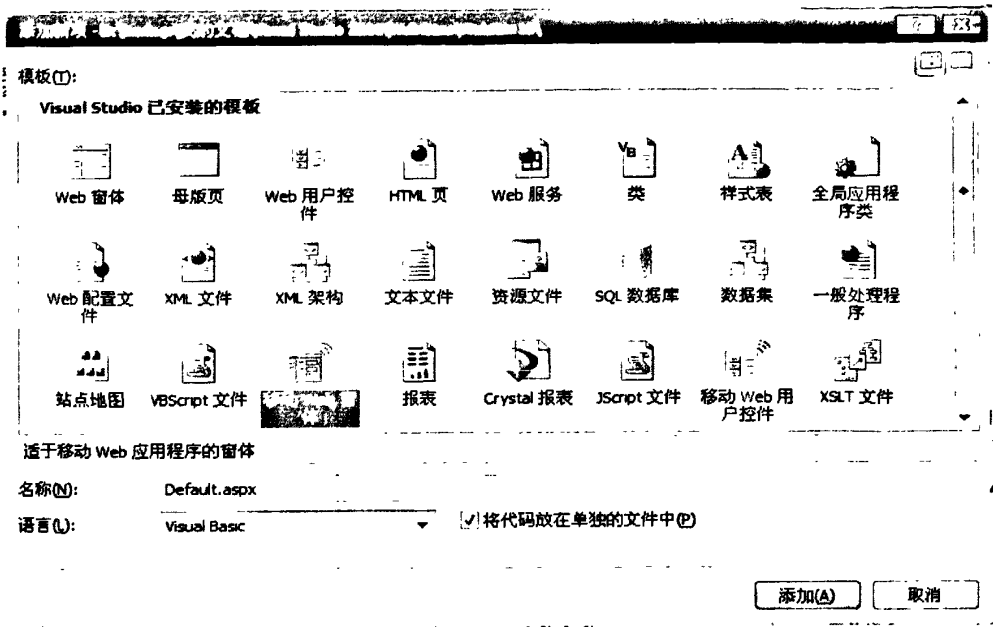 模板(T):
Visual Studio 已安装的模板
Web 窗体
母版页
Web 用户控
件
HTML 页
Web 服务
类
样式表
全局应用程
序类
Web 配置文
件
XML 文件
XML 架构
文本文件
资源文件
SQL 数据库
数据集
一般处理程
序
站点地图
VBScript 文件
报表
Crystal 报表
JScript 文件
移动 Web 用
户控件
XSLT 文件
适于移动 Web 应用程序的窗体
名称(N):
Default.aspx
语言(L):
Visual Basic
将代码放在单独的文件中(P)
添加(A)
取消